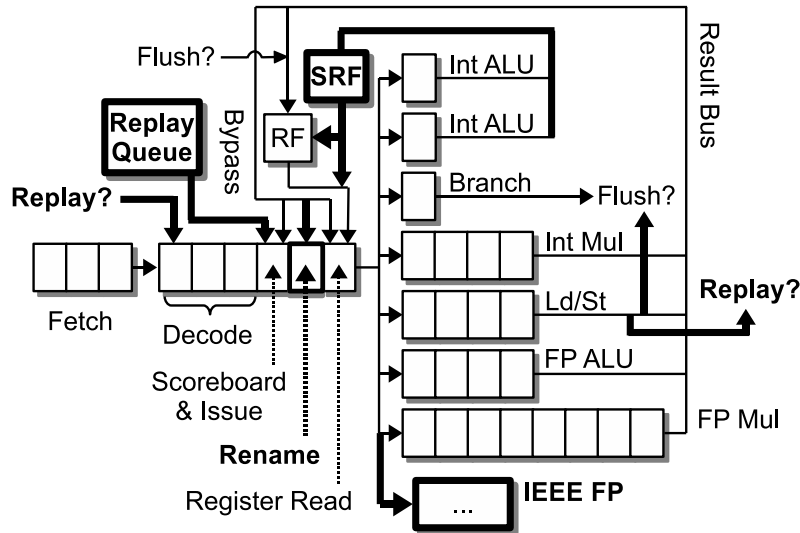 Flush?
SRF
Int ALU
Result Bus
Replay
Queue
Bypass
RF
Int ALU
Replay?
Branch
Flush?
Int Mul
Fetch
Decode
Ld/St
Replay?
Scoreboard
& Issue
FP ALU
Rename
FP Mul
Register Read
IEEE FP
...